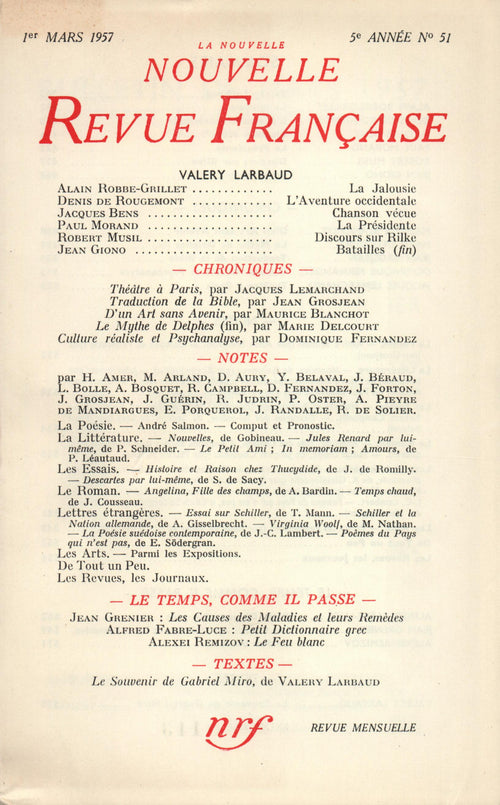 1er MARS 1957 5e ANNÉE No 51
LA NOUVELLE
NOUVELLE
REVUE FRANÇAISE
VALERY LARBAUD
ALAIN ROBBE-GRILLET ............. La Jalousie
DENIS DE ROUGEMONT ............. L'Aventure occidentale
JACQUES BENS .................... Chanson vécue
PAUL MORAND .................... La Présidente
ROBERT MUSIL .................... Discours sur Rilke
JEAN GIONO ...................... Batailles (fin)
— CHRONIQUES —
Théâtre à Paris, par JACQUES LEMARCHAND
Traduction de la Bible, par JEAN GROSJEAN
D'un Art sans Avenir, par MAURICE BLANCHOT
Le Mythe de Delphes (fin), par MARIE DELCOURT
Culture réaliste et Psychanalyse, par DOMINIQUE FERNANDEZ
— NOTES —
par H. AMER, M. ARLAND, D. AURY, Y. BELAVAL, J. BÉRAUD,
L. BOLLE, A. BOSQUET, R. CAMPBELL, D. FERNANDEZ, J. FORTON,
J. GROSJEAN, J. GUÉRIN, R. JUDRIN, P. OSTER, A. PIEYRE
DE MANDIARGUES, E. PORQUEROL, J. RANDALLE, R. DE SOLIER.
La Poésie. — André Salmon. — Comput et Pronostic.
La Littérature. — Nouvelles, de Gobineau. — Jules Renard par lui-
même, de P. Schneider. — Le Petit Ami ; In memoriam ; Amours, de
P. Léautaud.
Les Essais. — Histoire et Raison chez Thucydide, de J. de Romilly.
— Descartes par lui-même, de S. de Sacy.
Le Roman. — Angelina, Fille des champs, de A. Bardin. — Temps chaud,
de J. Cousseau.
Lettres étrangères. — Essai sur Schiller, de T. Mann. — Schiller et la
Nation allemande, de A. Gisselbrecht. — Virginia Woolf, de M. Nathan.
— La Poésie suédoise contemporaine, de J.-C. Lambert. — Poèmes du Pays
qui n'est pas, de E. Södergran.
Les Arts. — Parmi les Expositions.
De Tout un Peu.
Les Revues, les Journaux.
— LE TEMPS, COMME IL PASSE —
JEAN GRENIER : Les Causes des Maladies et leurs Remèdes
ALFRED FABRE-LUCE : Petit Dictionnaire grec
ALEXEI REMIZOV : Le Feu blanc
— TEXTES —
Le Souvenir de Gabriel Miro, de VALERY LARBAUD
nrf REVUE MENSUELLE